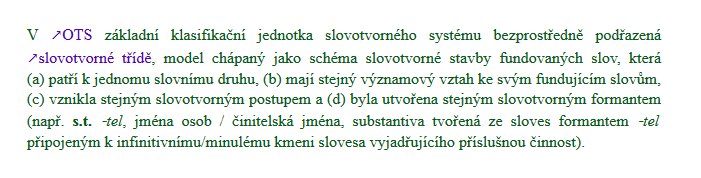 V ↗OTS základní klasifikační jednotka slovotvorného systému bezprostředně podřazená
↗slovotvorné třídě, model chápaný jako schéma slovotvorné stavby fundovaných slov, která
(a) patří k jednomu slovnímu druhu, (b) mají stejný významový vztah ke svým fundujícím slovům,
(c) vznikla stejným slovotvorným postupem a (d) byla utvořena stejným slovotvorným formantem
(např. s.t. -tel, jména osob / činitelská jména, substantiva tvořená ze sloves formantem -tel
připojeným k infinitivnímu/minulému kmeni slovesa vyjadřujícího příslušnou činnost).